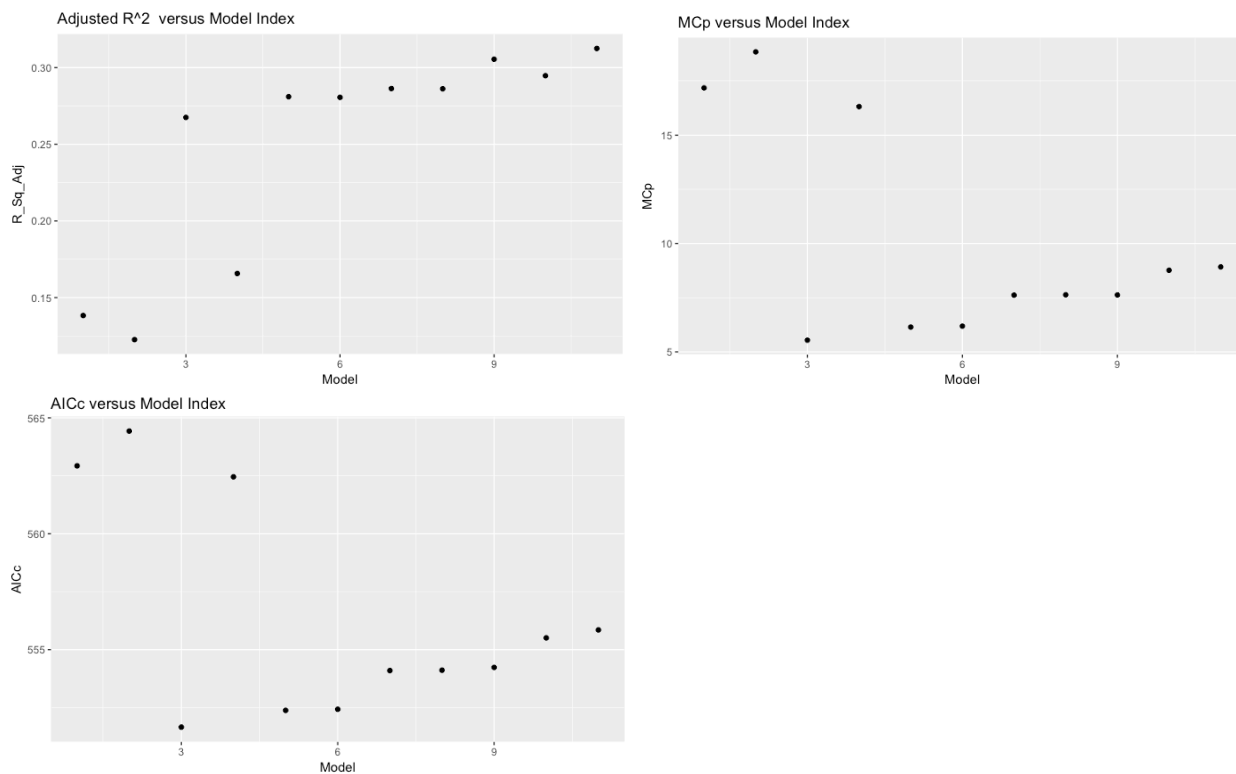 Adjusted R^2  versus Model Index
R_Sq_Adj
0.30
0.25
0.20
0.15
3
6
9
Model
MCp versus Model Index
MCp
15
10
5
3
6
9
Model
AICc versus Model Index
AICc
565
560
555
3
6
9
Model